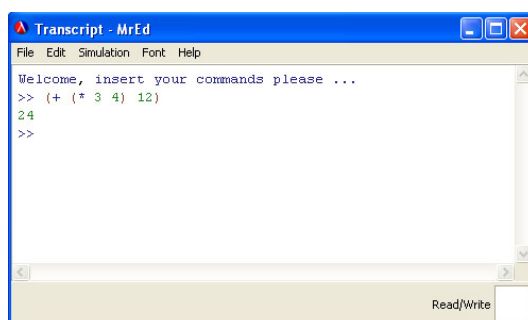 Transcript - MrEd
File Edit Simulation Font Help
Welcome, insert your commands please ...
>> (+ (* 3 4) 12)
24
>>
Read/Write